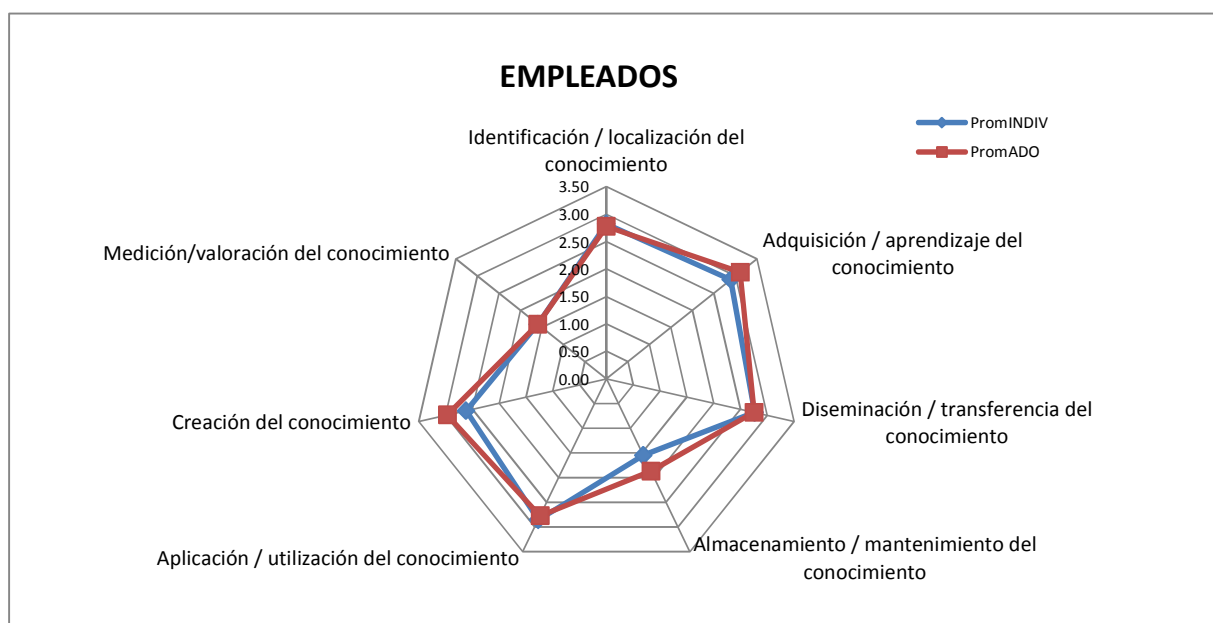 EMPLEADOS
PromINDIV
PromADO
Identificación / localización del
conocimiento
3.50
3.00
2.50
2.00
1.50
1.00
0.50
0.00
Adquisición / aprendizaje del
conocimiento
Medición/valoración del conocimiento
Diseminación / transferencia del
conocimiento
Creación del conocimiento
Almacenamiento / mantenimiento del
conocimiento
Aplicación / utilización del conocimiento